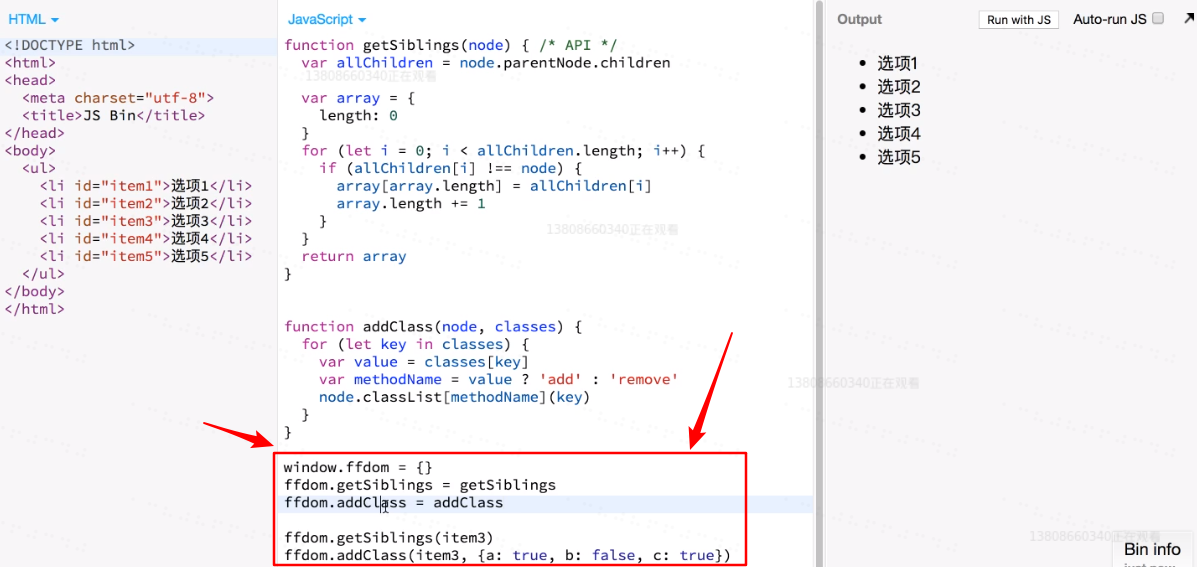 HTML
<!DOCTYPE html>
<html>
<head>
<meta charset="utf-8">
<title>JS Bin</title>
</head>
<body>
<ul>
<li id="item1">选项1</li>
<li id="item2">选项2</li>
<li id="item3">选项3</li>
<li id="item4">选项4</li>
<li id="item5">选项5</li>
</ul>
</body>
</html>
JavaScript
function getSiblings(node) { /* API */
var allChildren = node.parentNode.children
13808660340正在观看
var array = {
length: 0
}
for (let i = 0; i < allChildren.length; i++) {
if (allChildren[i] !== node) {
array[array.length] = allChildren[i]
array.length += 1
}
13808660340正在观看
}
return array
}
function addClass(node, classes) {
for (let key in classes) {
var value = classes[key]
var methodName = value ? 'add' : 'remove'
node.classList[methodName](key)
}
}
window.ffdom = {}
ffdom.getSiblings = getSiblings
ffdom.addClass = addClass
ffdom.getSiblings(item3)
ffdom.addClass(item3, {a: true, b: false, c: true})
Output
Run with JS
Auto-run JS
选项1
选项2
选项3
选项4
选项5
13808660340正在观看
13808660340正在观看
Bin info
just now